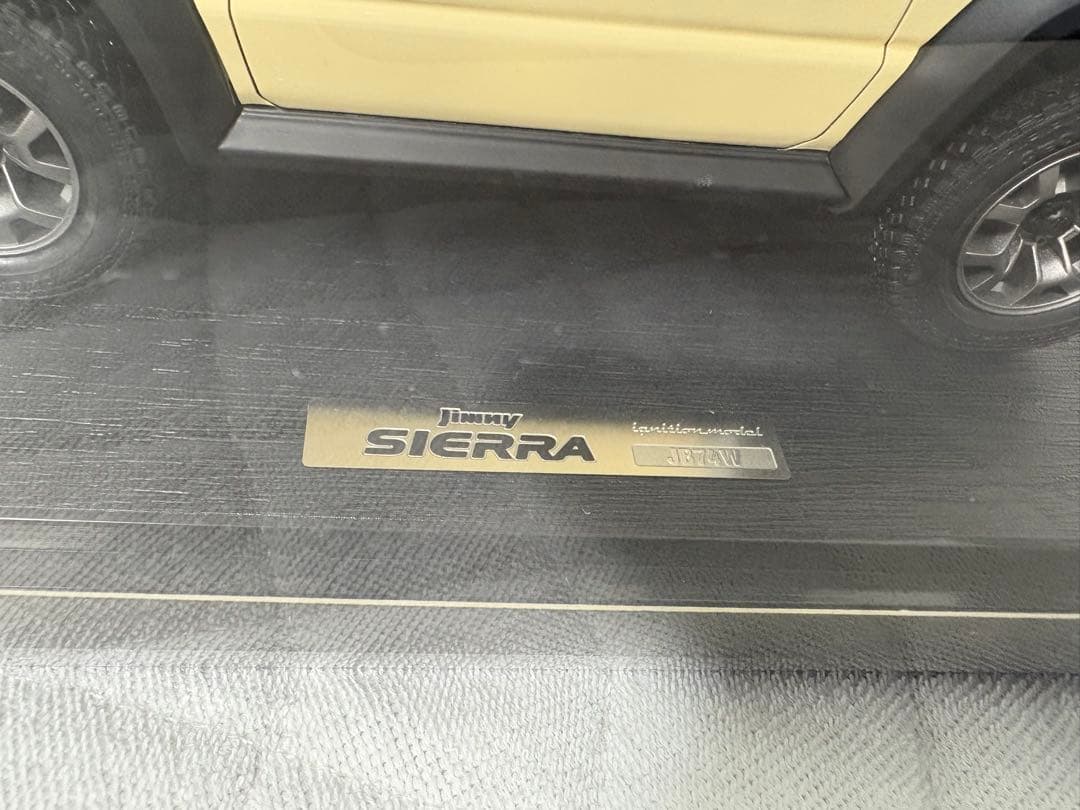 Jimny
SIERRA
ignition model
JB74W